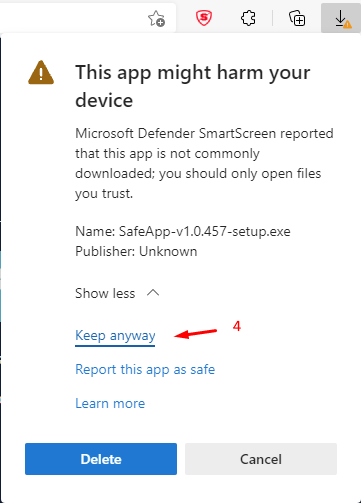 This app might harm your
device
Microsoft Defender SmartScreen reported
that this app is not commonly
downloaded; you should only open files
you trust.
Name: SafeApp-v1.0.457-setup.exe
Publisher: Unknown
Show less
Keep anyway
4
Report this app as safe
Learn more
Delete
Cancel